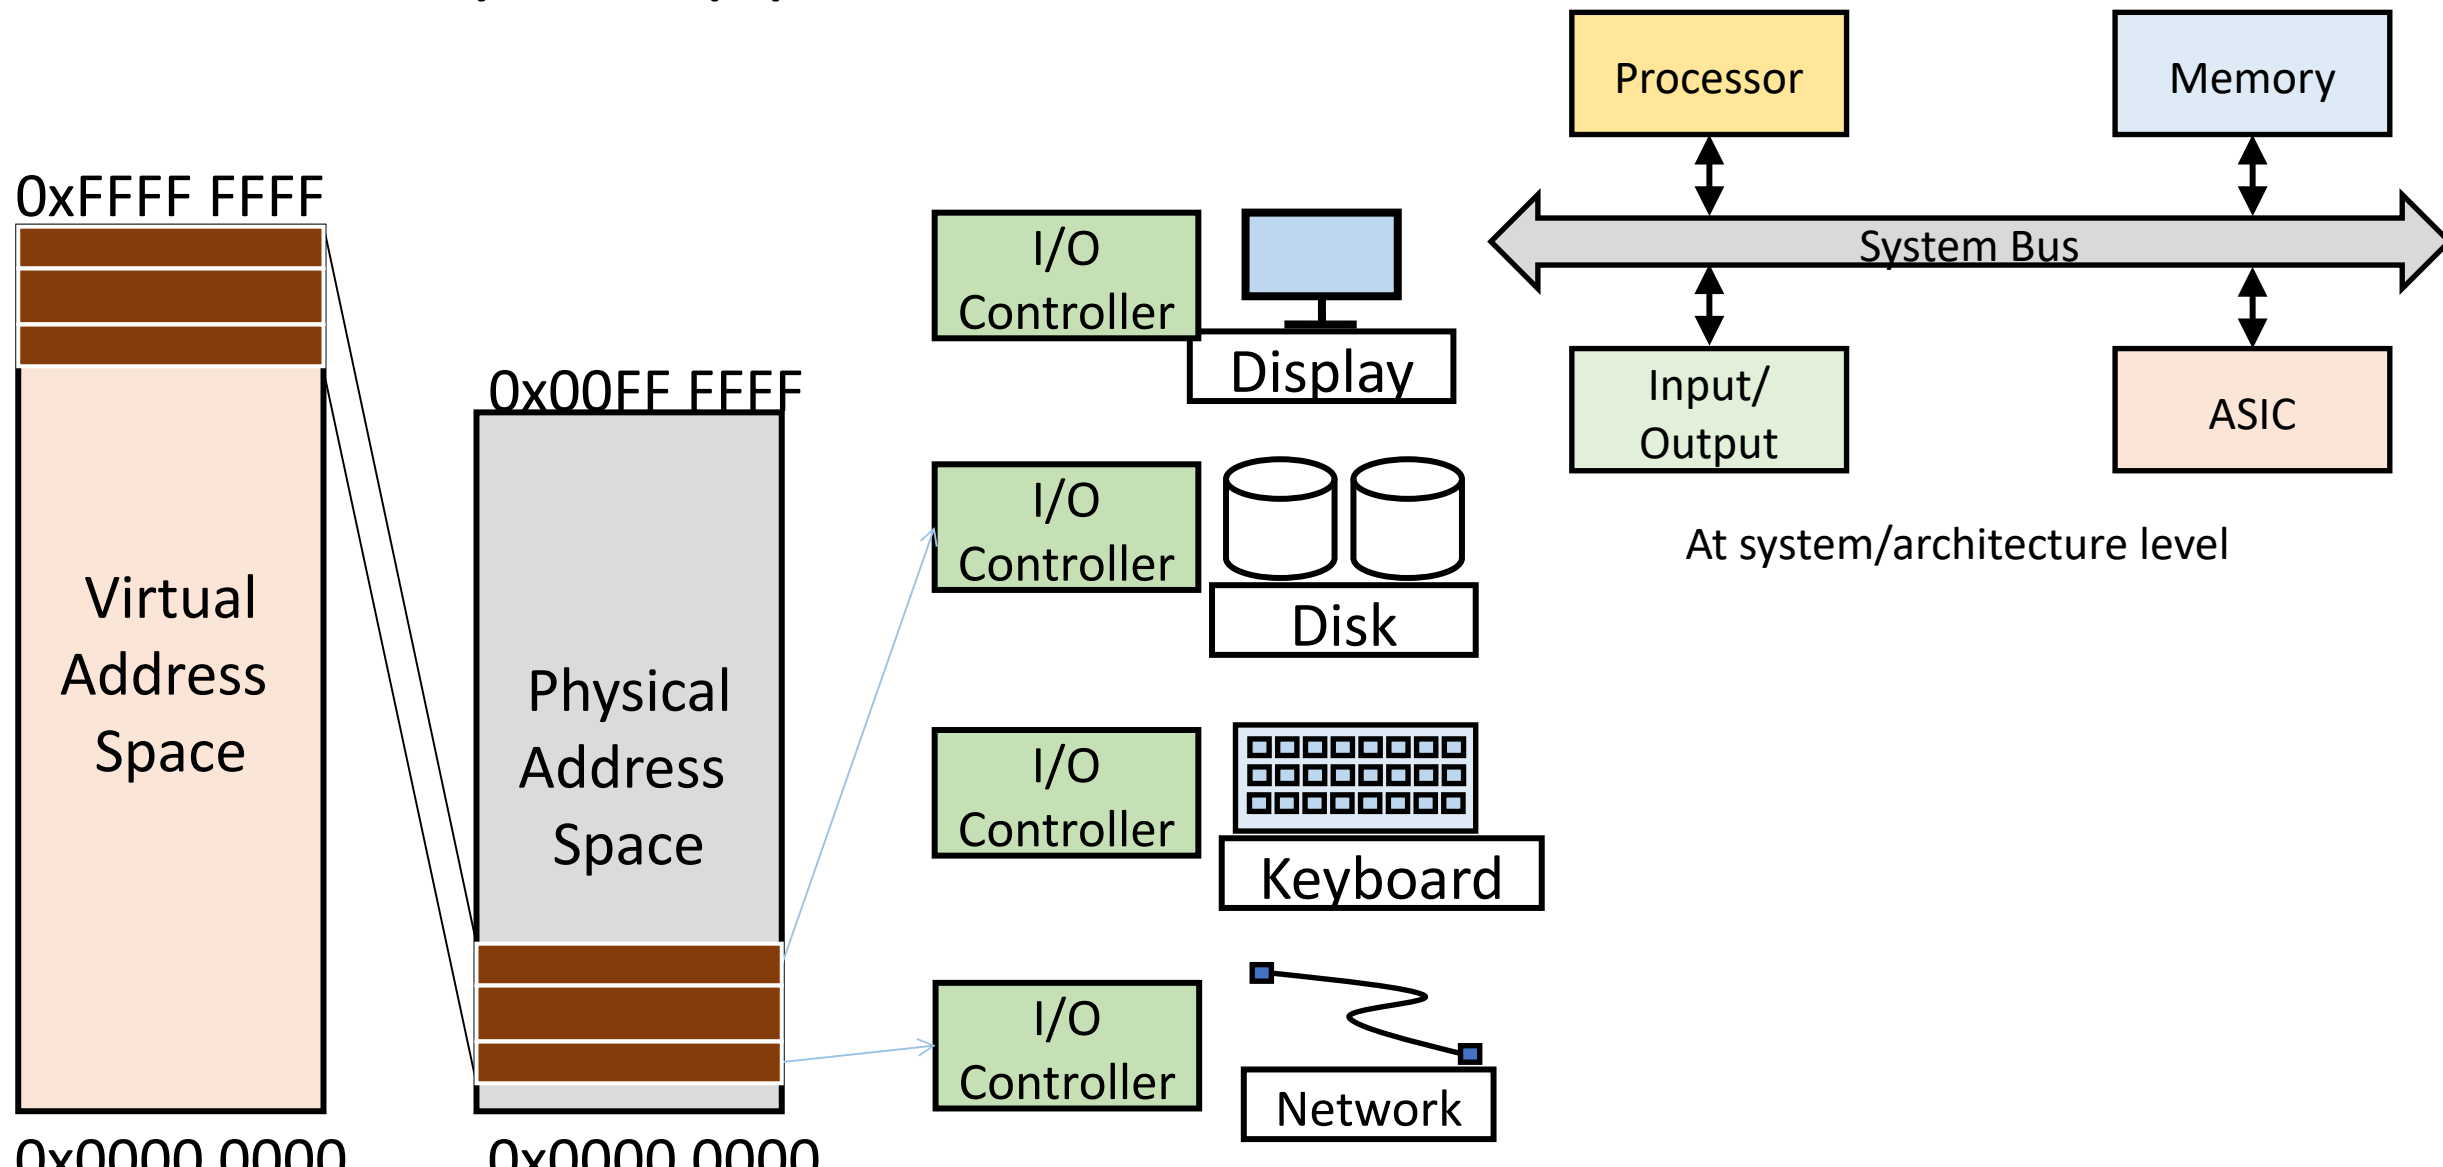 0xFFFF FFFF
Virtual
Address
Space
0x0000 0000
0x00FF FFFF
Physical
Address
Space
0x0000 0000
I/O
Controller
Display
I/O
Controller
Disk
I/O
Controller
Keyboard
I/O
Controller
Network
Processor
Memory
System Bus
Input/
Output
ASIC
At system/architecture level